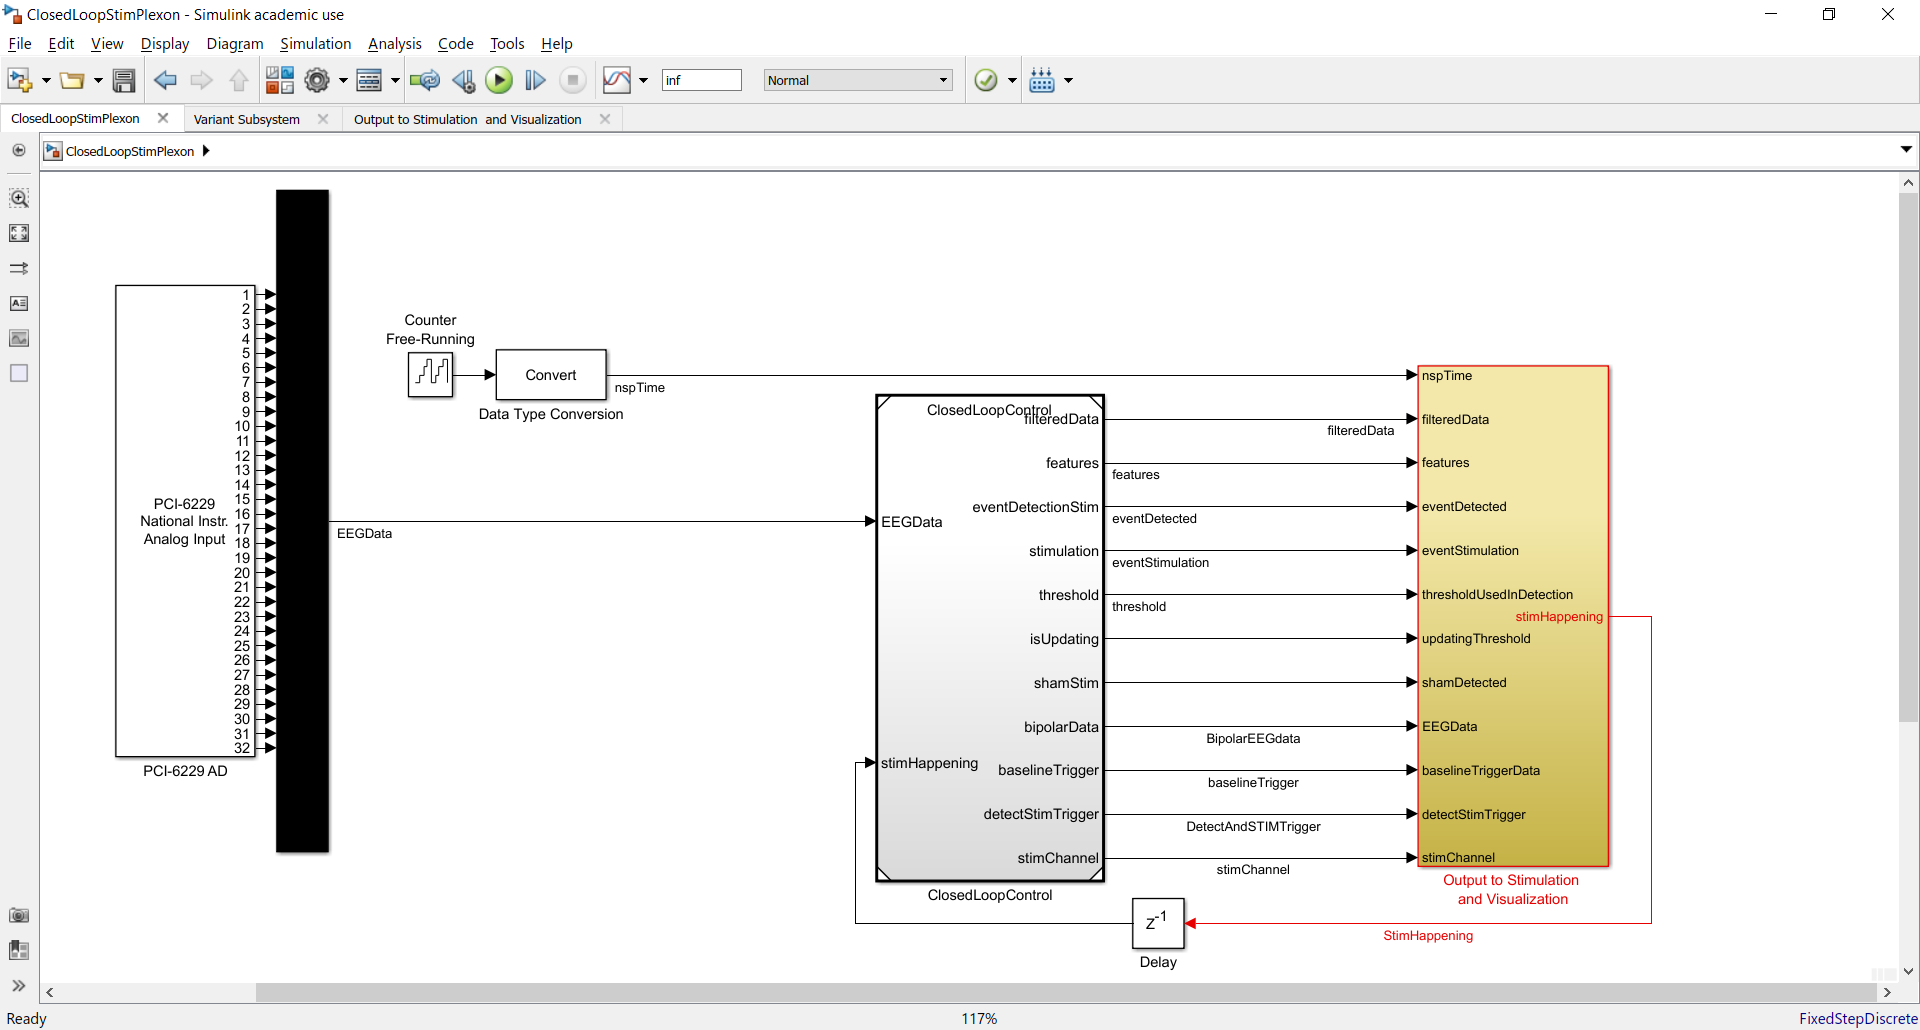 ClosedLoopStimPlexon - Simulink academic use
File Edit View Display Diagram Simulation Analysis Code Tools Help
inf Normal
ClosedLoopStimPlexon Variant Subsystem Output to Stimulation and Visualization
ClosedLoopStimPlexon
PCI-6229
National Instr.
Analog Input
1
2
3
4
5
6
7
8
9
10
11
12
13
14
15
16
17
18
19
20
21
22
23
24
25
26
27
28
29
30
31
32
PCI-6229 AD
EEGData
Counter
Free-Running
Convert
Data Type Conversion
nspTime
ClosedLoopControl
EEGData
stimHappening
filteredData
features
eventDetectionStim
stimulation
threshold
isUpdating
shamStim
bipolarData
baselineTrigger
detectStimTrigger
stimChannel
ClosedLoopControl
filteredData
features
eventDetected
eventStimulation
threshold
BipolarEEGdata
baselineTrigger
DetectAndSTIMTrigger
stimChannel
nspTime
filteredData
features
eventDetected
eventStimulation
thresholdUsedInDetection
stimHappening
updatingThreshold
shamDetected
EEGData
baselineTriggerData
detectStimTrigger
stimChannel
Output to Stimulation
and Visualization
StimHappening
Z-1
Delay
Ready 117% FixedStepDiscrete